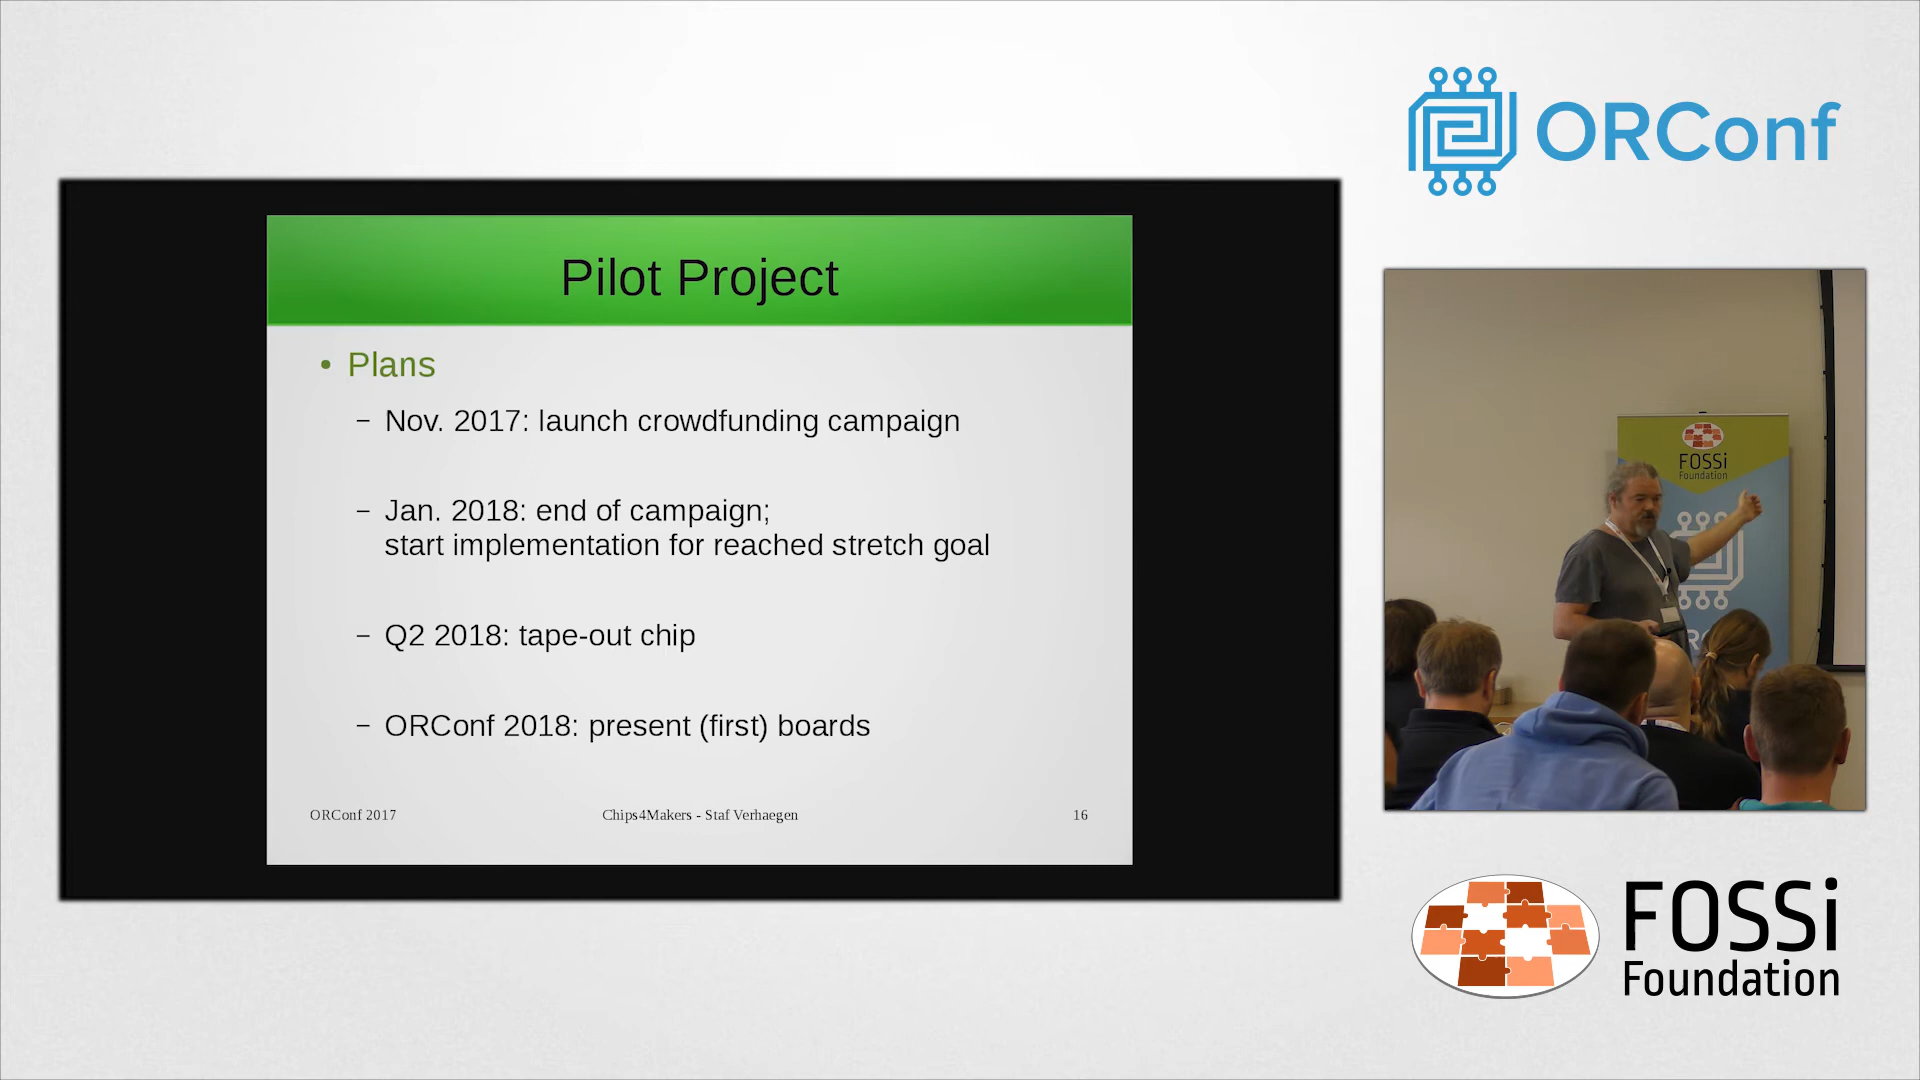 ORConf
Pilot Project
• Plans
– Nov. 2017: launch crowdfunding campaign
– Jan. 2018: end of campaign;
start implementation for reached stretch goal
– Q2 2018: tape-out chip
– ORConf 2018: present (first) boards
ORConf 2017
Chips4Makers - Staf Verhaegen
16
FOSSi
Foundation
FOSSi
Foundation